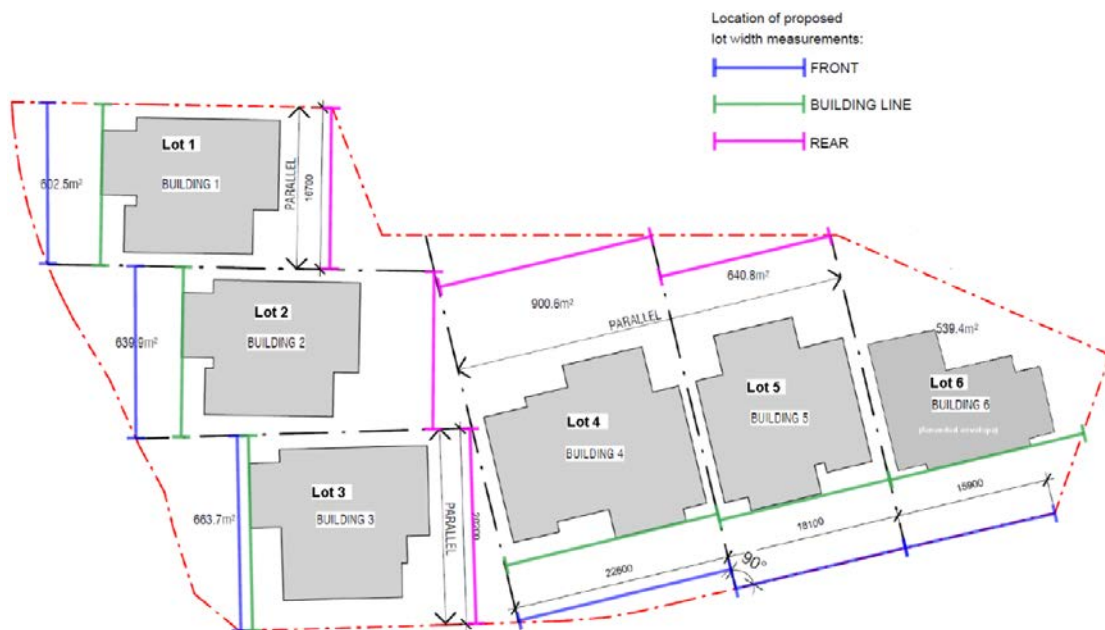 Location of proposed
lot width measurements:
FRONT
BUILDING LINE
REAR
Lot 1
602.5m²
BUILDING 1
PARALLEL
16700
Lot 2
639.9m²
BUILDING 2
Lot 3
663.7m²
BUILDING 3
PARALLEL
900.6m²
640.8m²
PARALLEL
539.4m²
Lot 4
BUILDING 4
Lot 5
BUILDING 5
Lot 6
BUILDING 6
22600
18100
15900
90°